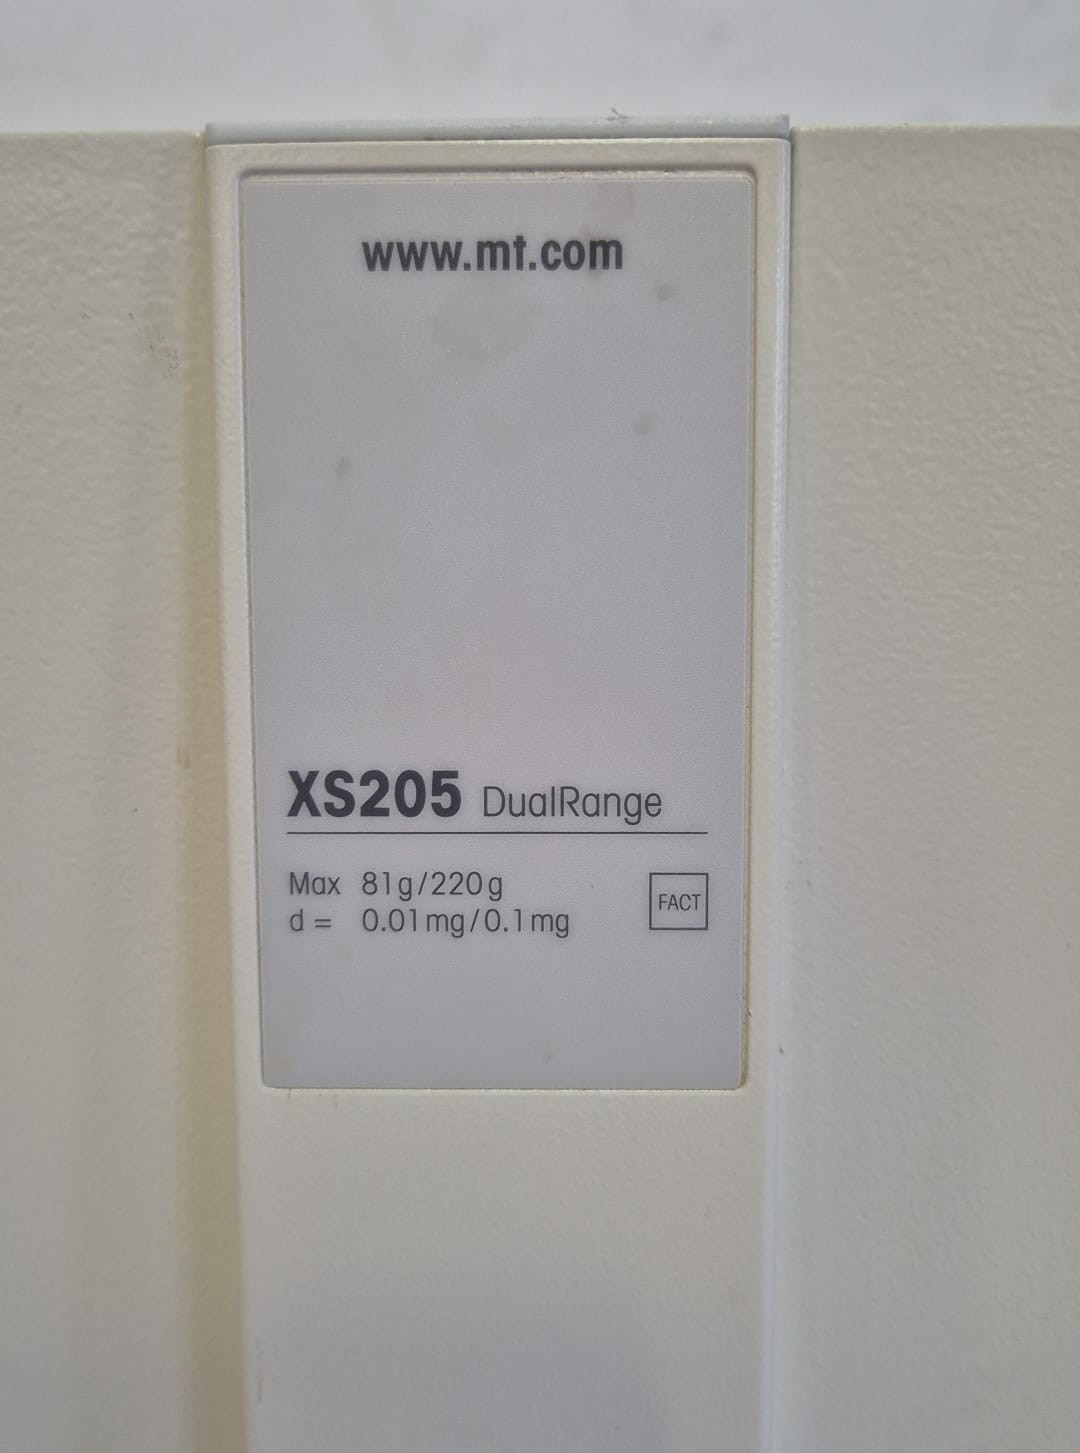 www.mt.com
XS205 DualRange
Max 81g/220g
d = 0.01mg/0.1mg
FACT